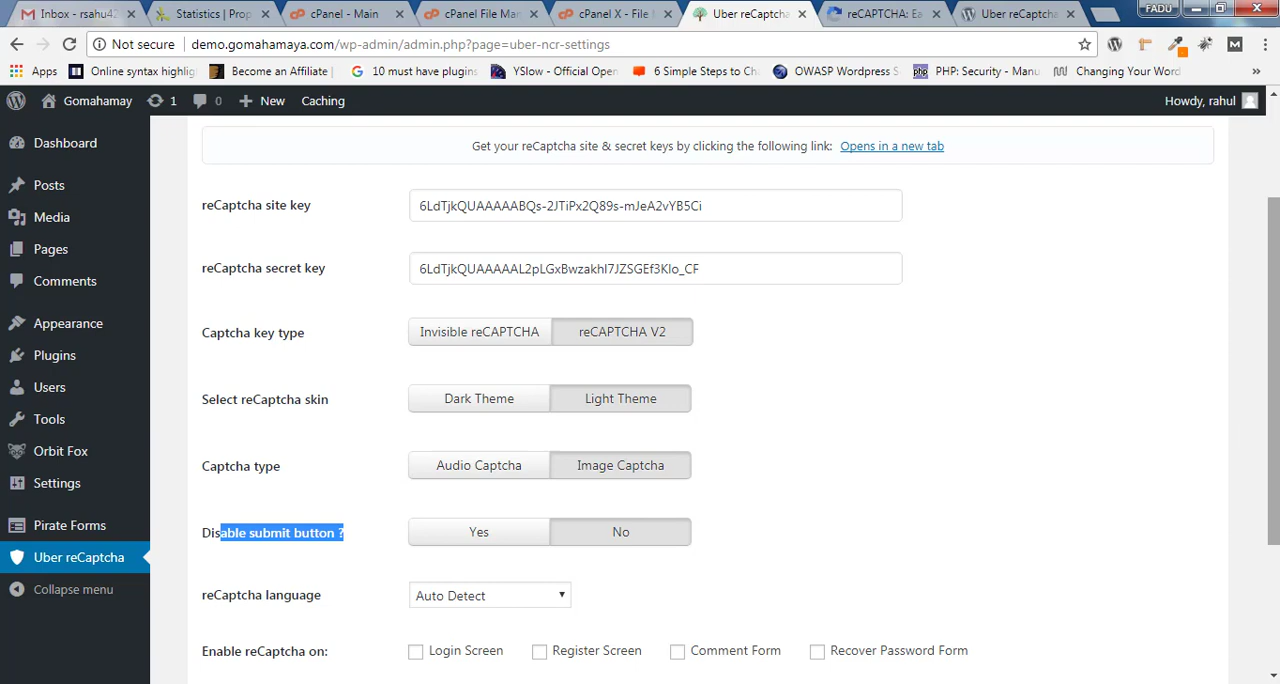 Inbox - rsahu42
Statistics | Prop
cPanel - Main
cPanel File Man
cPanel X - File
Uber reCaptcha
reCAPTCHA: Ea
Uber reCaptcha
FADU
Not secure
demo.gomahamaya.com/wp-admin/admin.php?page=uber-ncr-settings
Apps
Online syntax highlig
Become an Affiliate
10 must have plugins
YSlow - Official Open
6 Simple Steps to Ch
OWASP Wordpress S
PHP: Security - Manu
Changing Your Word
»
Gomahamay
1
0
New
Caching
Howdy, rahul
Dashboard
Posts
Media
Pages
Comments
Appearance
Plugins
Users
Tools
Orbit Fox
Settings
Pirate Forms
Uber reCaptcha
Collapse menu
Get your reCaptcha site & secret keys by clicking the following link: Opens in a new tab
reCaptcha site key
6LdTjkQUAAAAABQs-2JTiPx2Q89s-mJeA2vYB5Ci
reCaptcha secret key
6LdTjkQUAAAAAL2pLGxBwzakhI7JZSGEf3KIo_CF
Captcha key type
Invisible reCAPTCHA
reCAPTCHA V2
Select reCaptcha skin
Dark Theme
Light Theme
Captcha type
Audio Captcha
Image Captcha
Disable submit button ?
Yes
No
reCaptcha language
Auto Detect
Enable reCaptcha on:
Login Screen
Register Screen
Comment Form
Recover Password Form